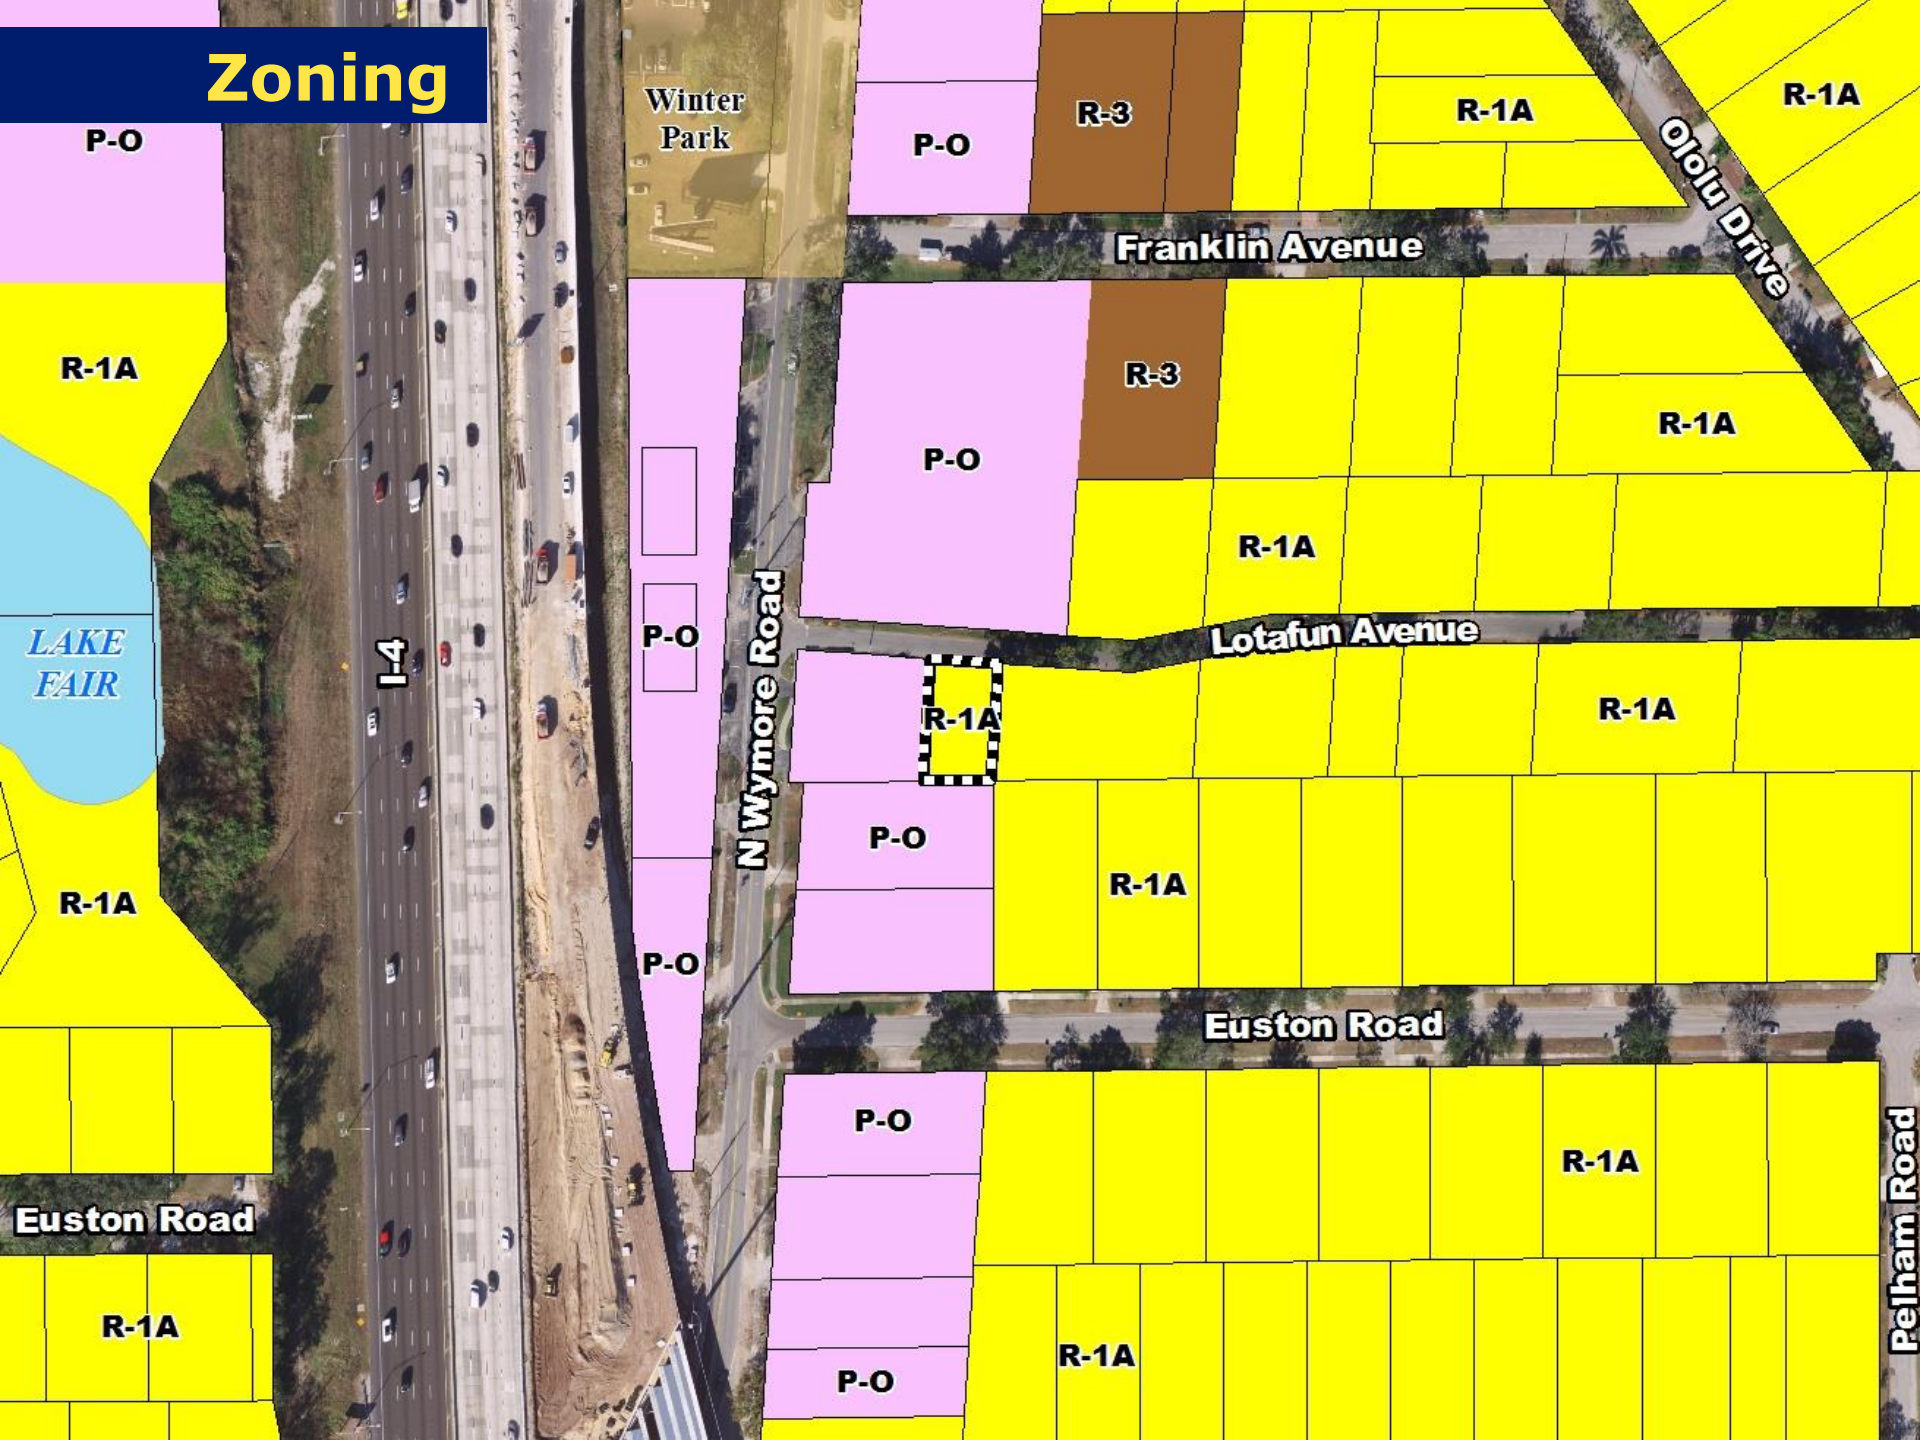 Zoning
P-O
Winter
Park
P-O
R-3
R-1A
R-1A
Ololu Drive
Franklin Avenue
R-1A
R-3
R-1A
P-O
R-1A
LAKE
FAIR
I-4
P-O
N Wymore Road
Lotafun Avenue
R-1A
R-1A
P-O
R-1A
R-1A
P-O
Euston Road
P-O
R-1A
Pelham Road
Euston Road
R-1A
R-1A
P-O